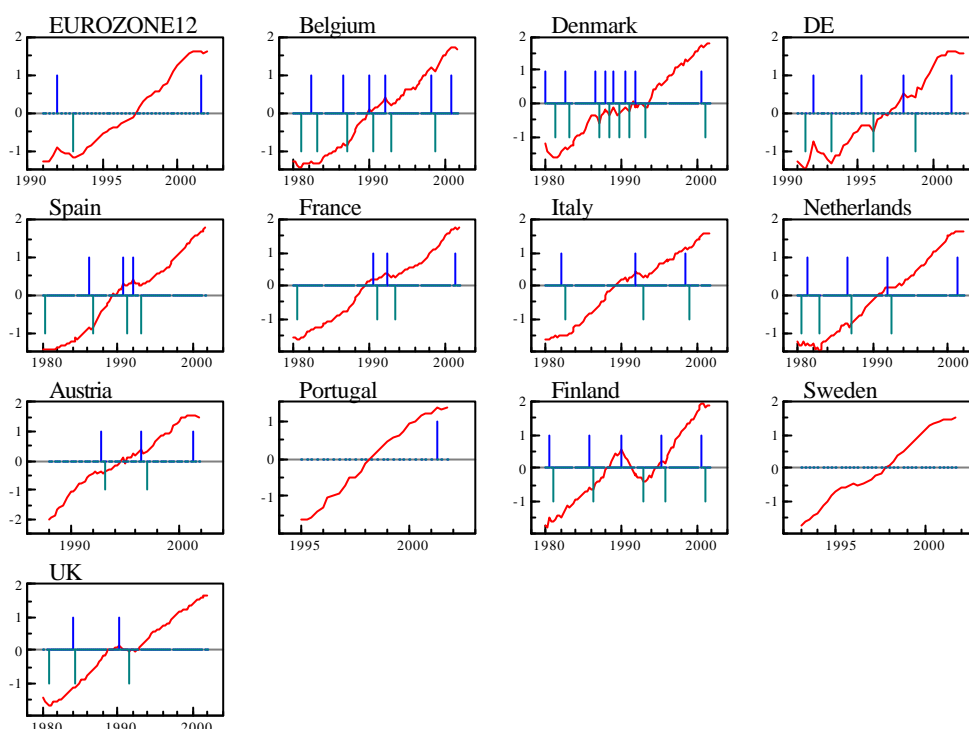 EUROZONE12 Belgium Denmark DE
2 2 2 2
1 1 1 1
0 0 0 0
-1 -1 -1 -1
1990 1995 2000 1980 1990 2000 1980 1990 2000 1990 1995 2000
Spain France Italy Netherlands
2 2 2 2
1 1 1 1
0 0 0 0
-1 -1 -1 -1
1980 1990 2000 1980 1990 2000 1980 1990 2000 1980 1990 2000
Austria Portugal Finland Sweden
2 2 2 2
1 1 1 1
0 0 0 0
-1 -1 -1 -1
-2
1990 2000 1995 2000 1980 1990 2000 1995 2000
UK
2
1
0
-1
1980 1990 2000